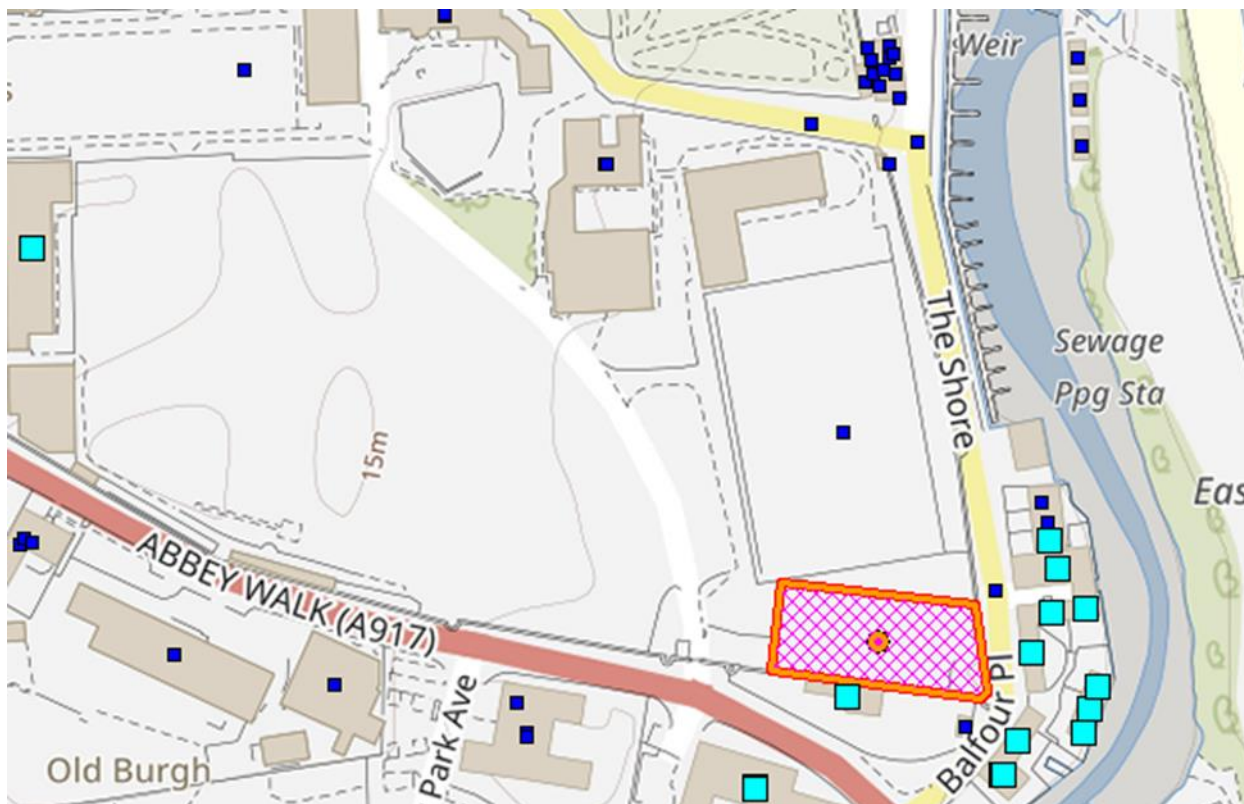 Weir
The Shore
Sewage
Ppg Sta
15m
Eas
ABBEY WALK (A917)
Balfour Pl
Park Ave
Old Burgh